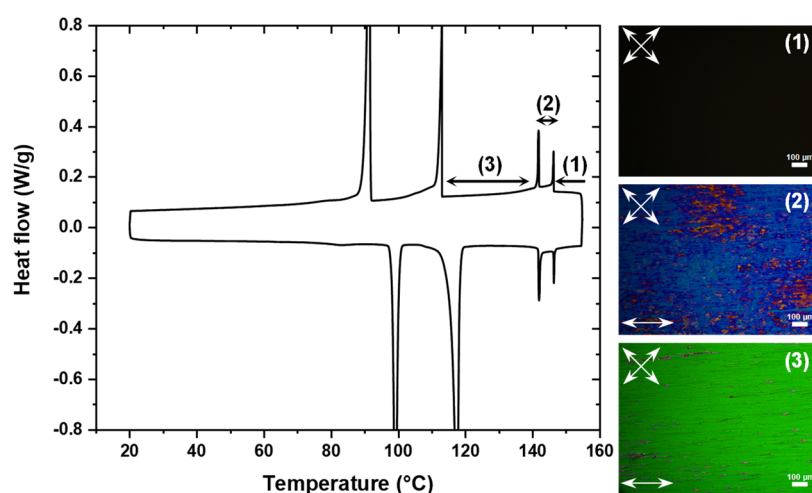 0.8
0.6
0.4
0.2
0.0
-0.2
-0.4
-0.6
-0.8
Heat flow (W/g)
20 40 60 80 100 120 140 160
Temperature (°C)
(2)
(3)
(1)
(1)
100 µm
(2)
100 µm
(3)
100 µm